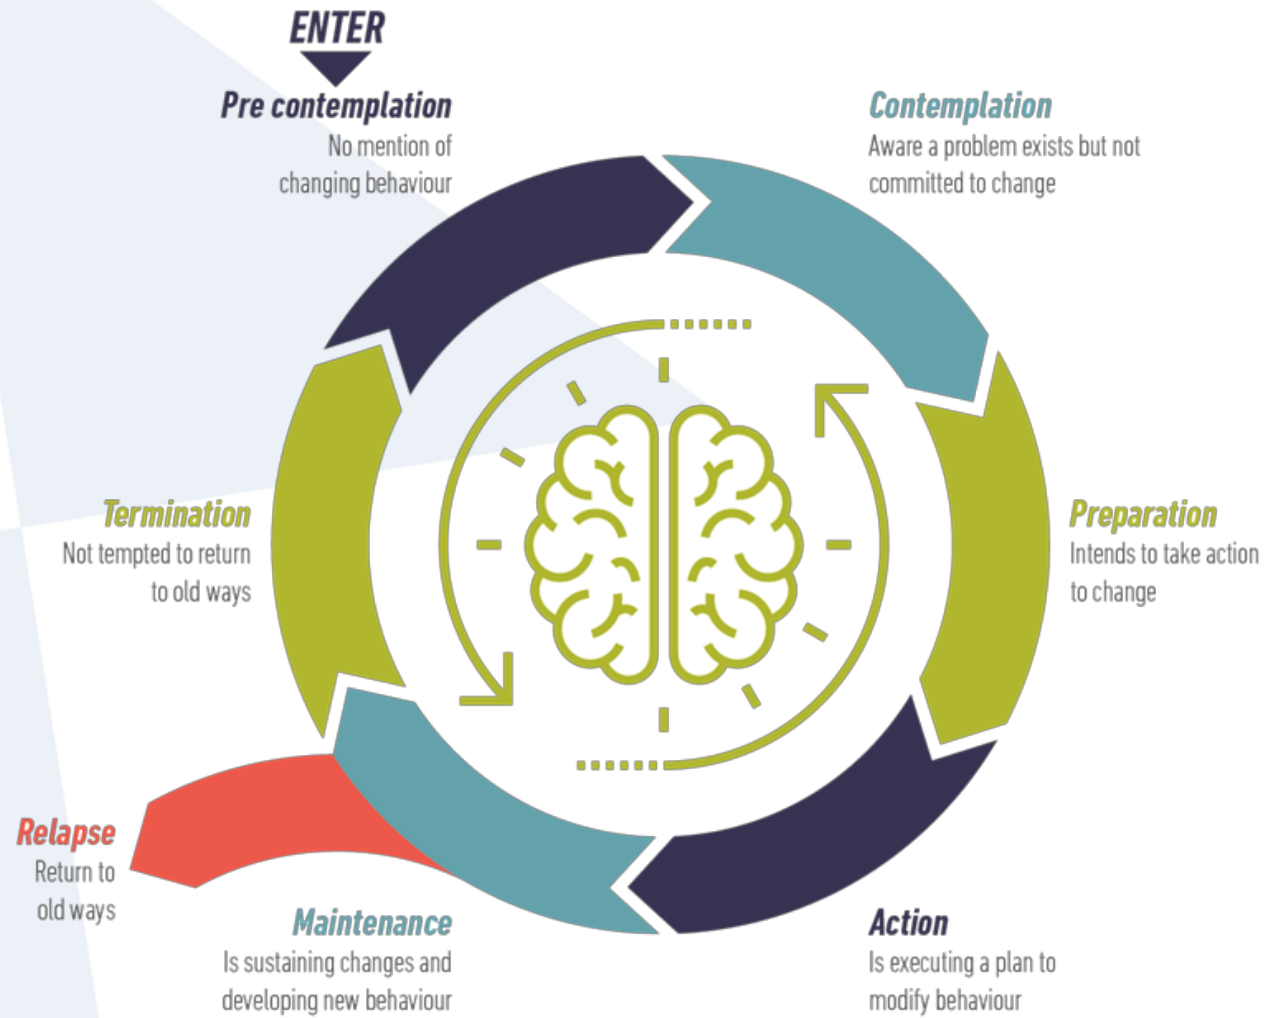 ENTER
Pre contemplation
No mention of
changing behaviour
Contemplation
Aware a problem exists but not
committed to change
Preparation
Intends to take action
to change
Action
Is executing a plan to
modify behaviour
Maintenance
Is sustaining changes and
developing new behaviour
Relapse
Return to
old ways
Termination
Not tempted to return
to old ways